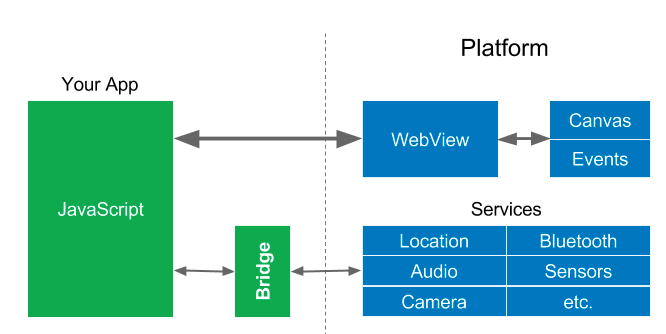 Platform
Your App
JavaScript
WebView
Canvas
Events
Services
Bridge
Location
Bluetooth
Audio
Sensors
Camera
etc.